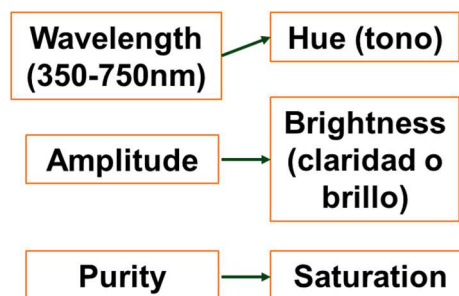 Wavelength
(350-750nm)
Hue (tono)
Amplitude
Brightness
(claridad o
brillo)
Purity
Saturation